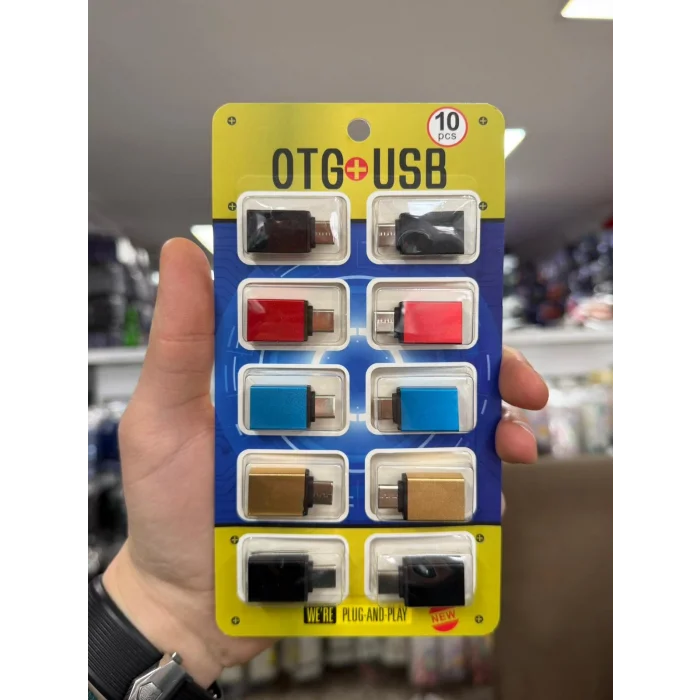 10
pcs
OTG+USB
WE'RE PLUG-AND-PLAY
NEW